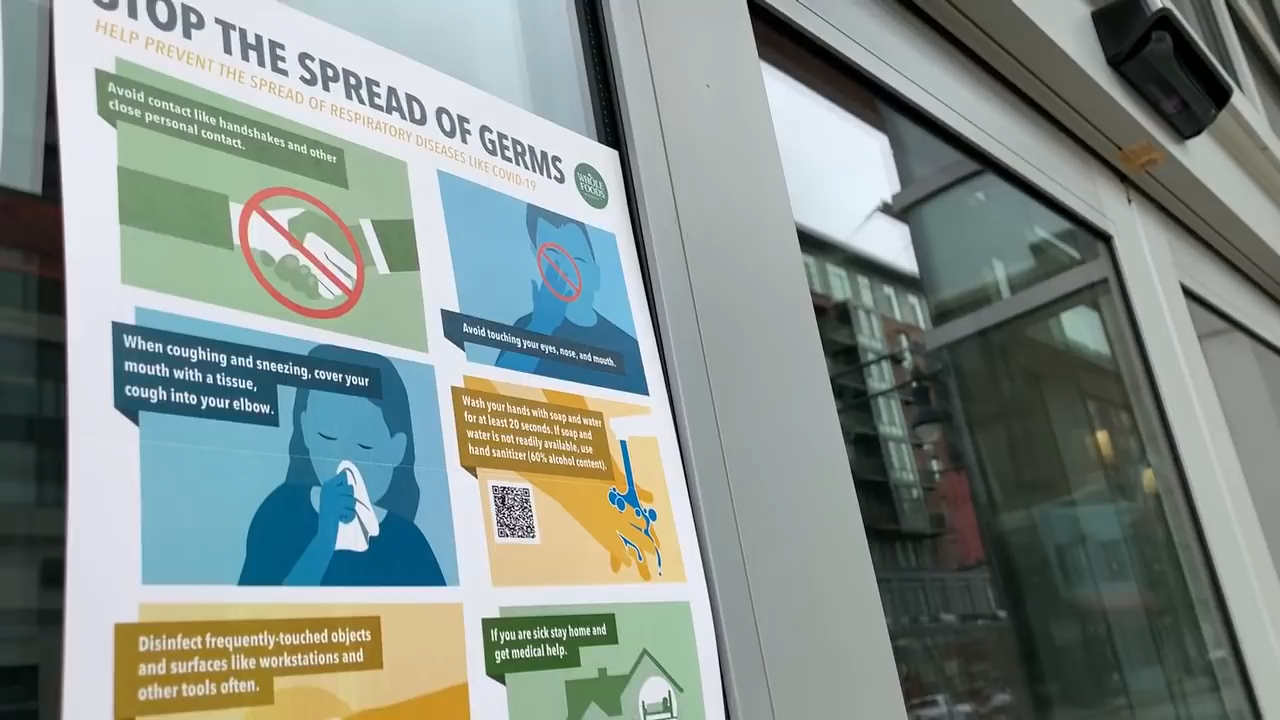 STOP THE SPREAD OF GERMS
HELP PREVENT THE SPREAD OF RESPIRATORY DISEASES LIKE COVID-19
WHOLE
FOODS
Avoid contact like handshakes and other
close personal contact.
Avoid touching your eyes, nose, and mouth.
When coughing and sneezing, cover your
mouth with a tissue,
cough into your elbow.
Wash your hands with soap and water
for at least 20 seconds. If soap and
water is not readily available, use
hand sanitizer (60% alcohol content).
Disinfect frequently-touched objects
and surfaces like workstations and
other tools often.
If you are sick stay home and
get medical help.